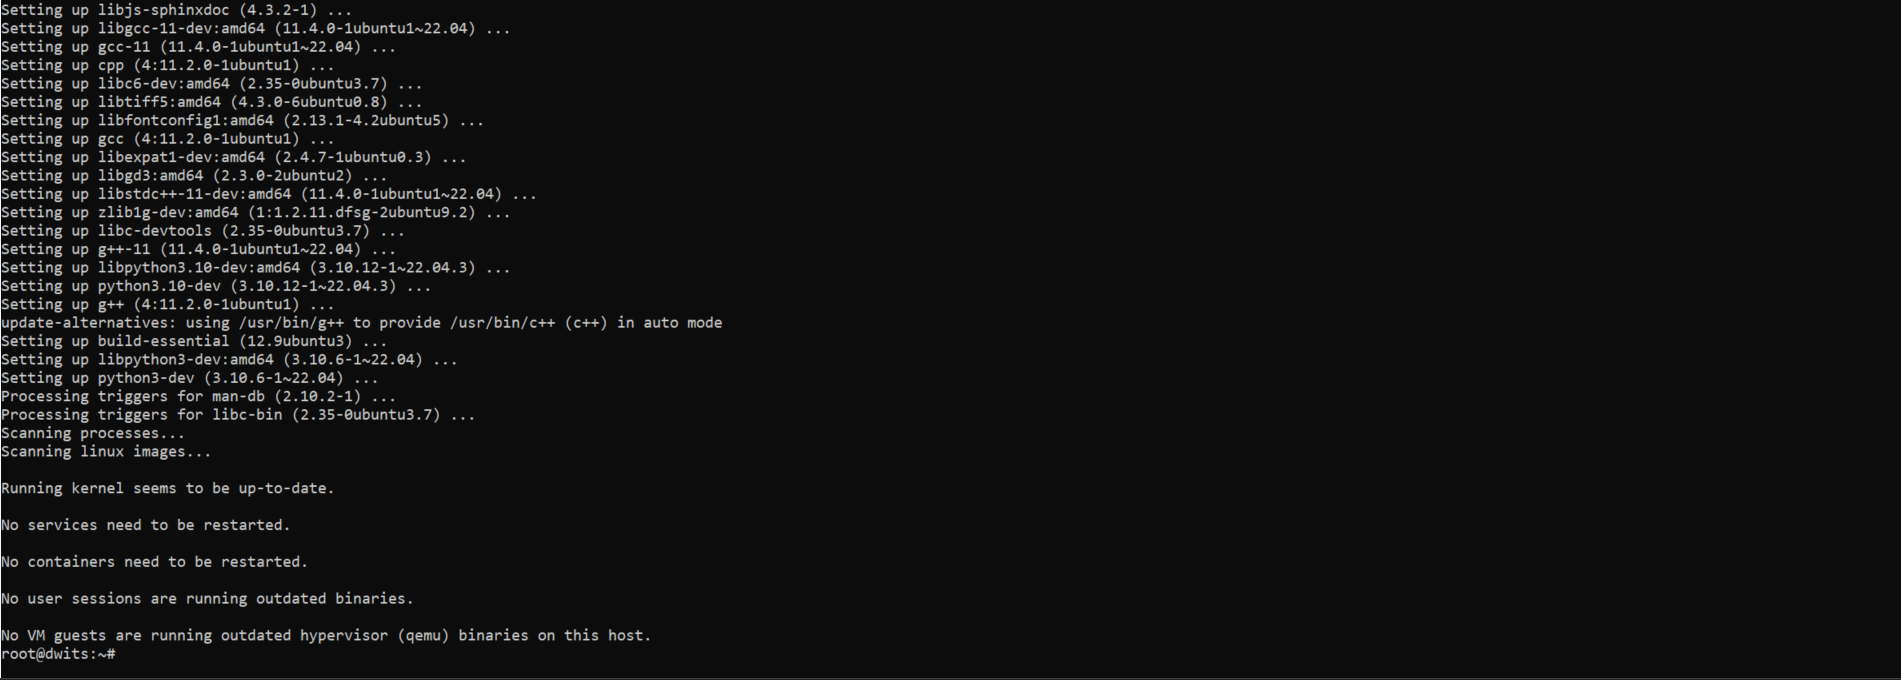 Setting up libjs-sphinxdoc (4.3.2-1) ...
Setting up libgcc-11-dev:amd64 (11.4.0-1ubuntu1~22.04) ...
Setting up gcc-11 (11.4.0-1ubuntu1~22.04) ...
Setting up cpp (4:11.2.0-1ubuntu1) ...
Setting up libc6-dev:amd64 (2.35-0ubuntu3.7) ...
Setting up libtiff5:amd64 (4.3.0-6ubuntu0.8) ...
Setting up libfontconfig1:amd64 (2.13.1-4.2ubuntu5) ...
Setting up gcc (4:11.2.0-1ubuntu1) ...
Setting up libexpat1-dev:amd64 (2.4.7-1ubuntu0.3) ...
Setting up libgd3:amd64 (2.3.0-2ubuntu2) ...
Setting up libstdc++-11-dev:amd64 (11.4.0-1ubuntu1~22.04) ...
Setting up zlib1g-dev:amd64 (1:1.2.11.dfsg-2ubuntu9.2) ...
Setting up libc-devtools (2.35-0ubuntu3.7) ...
Setting up g++-11 (11.4.0-1ubuntu1~22.04) ...
Setting up libpython3.10-dev:amd64 (3.10.12-1~22.04.3) ...
Setting up python3.10-dev (3.10.12-1~22.04.3) ...
Setting up g++ (4:11.2.0-1ubuntu1) ...
update-alternatives: using /usr/bin/g++ to provide /usr/bin/c++ (c++) in auto mode
Setting up build-essential (12.9ubuntu3) ...
Setting up libpython3-dev:amd64 (3.10.6-1~22.04) ...
Setting up python3-dev (3.10.6-1~22.04) ...
Processing triggers for man-db (2.10.2-1) ...
Processing triggers for libc-bin (2.35-0ubuntu3.7) ...
Scanning processes...
Scanning linux images...
Running kernel seems to be up-to-date.
No services need to be restarted.
No containers need to be restarted.
No user sessions are running outdated binaries.
No VM guests are running outdated hypervisor (qemu) binaries on this host.
root@dwits:~#